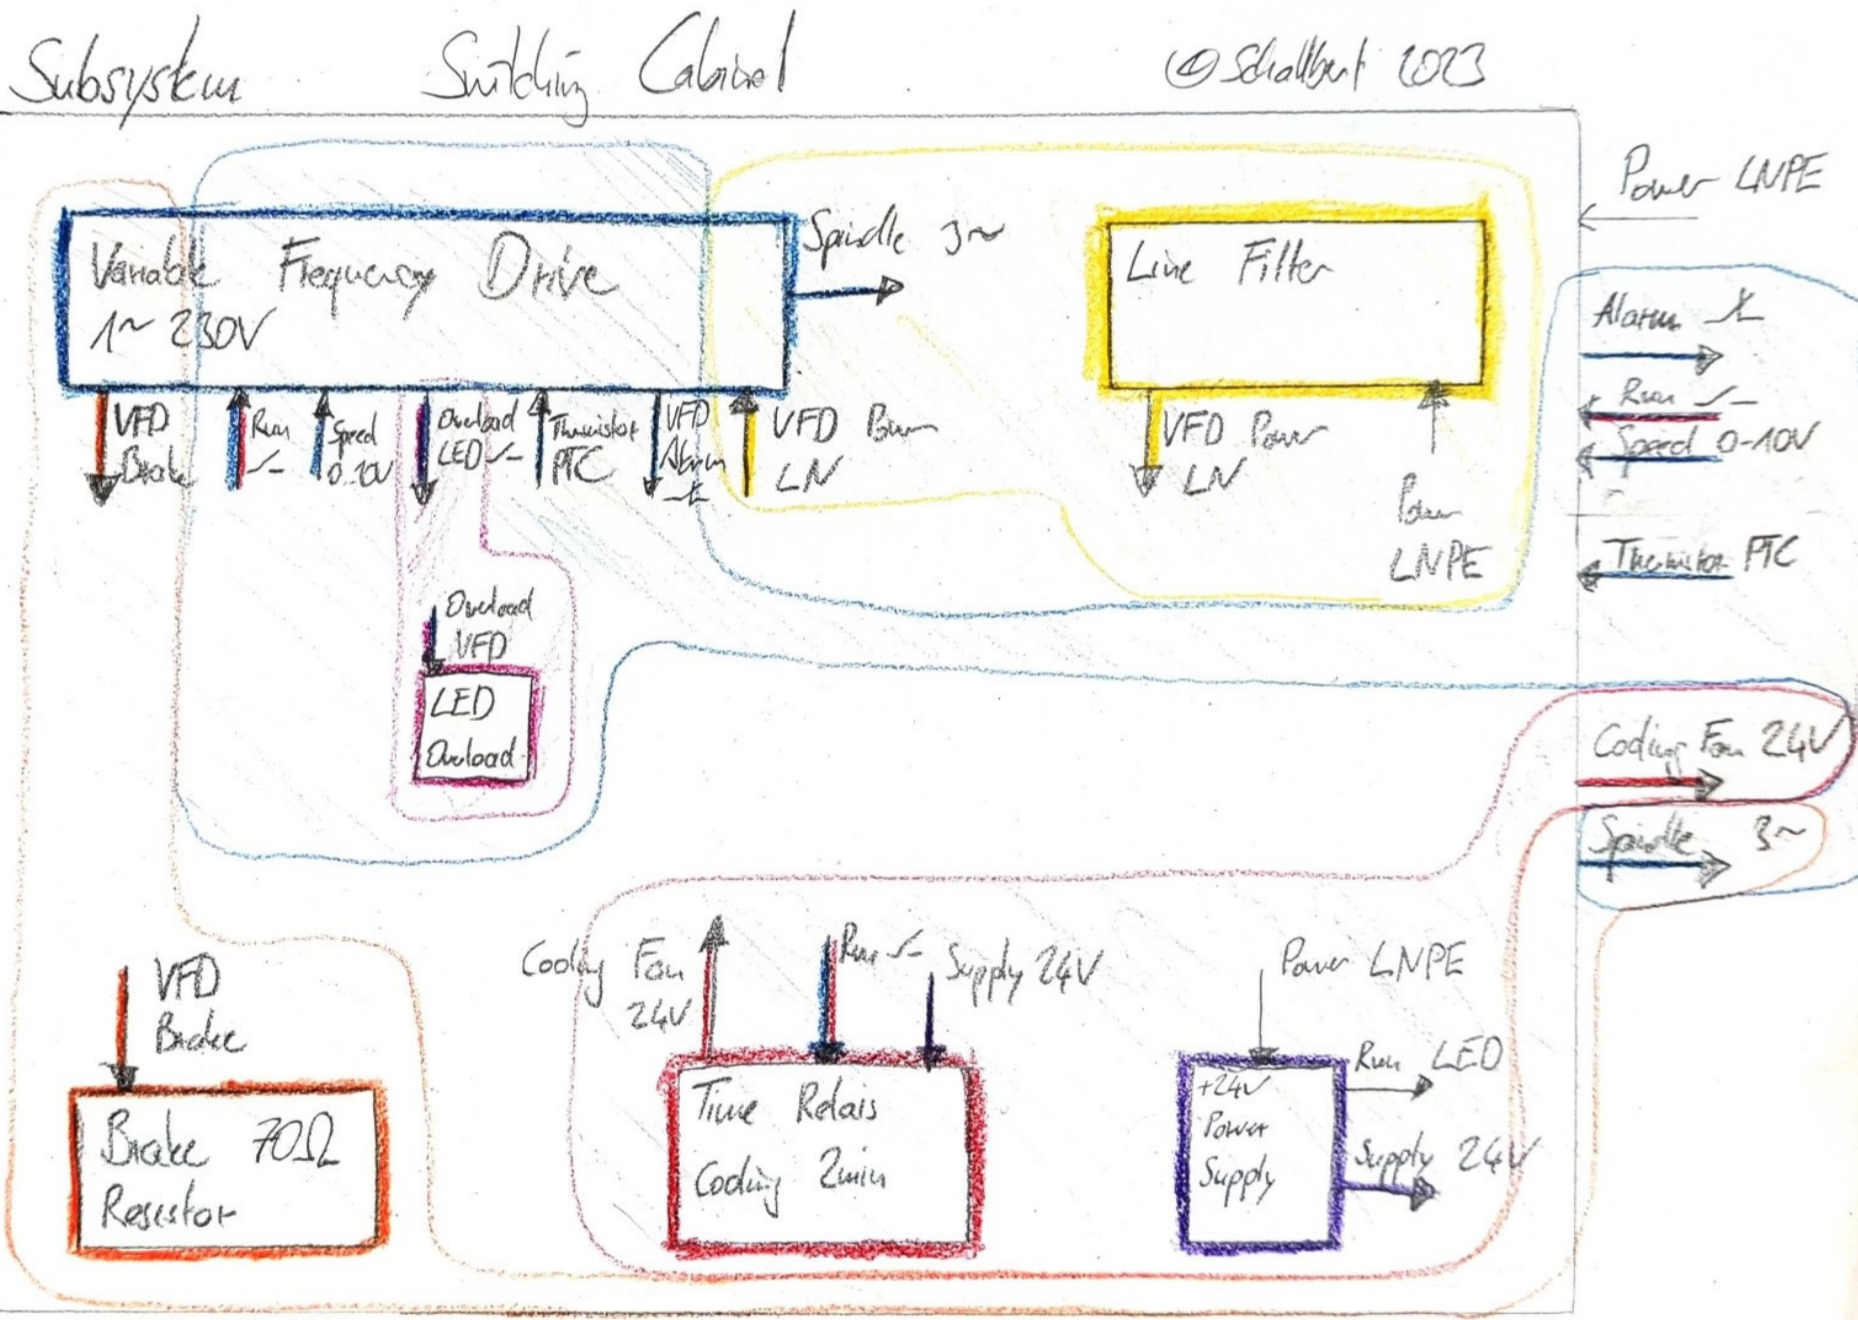 Subsystem Switching Cabinet © Schallbert 2023
Power LNPE
Variable Frequency Drive
1~ 230V
Spindle 3~
Line Filter
Alarm
Run
Speed 0-10V
Thermistor PTC
VFD
Brake
Run
Speed
0-10V
Overload
LED
Thermistor
PTC
VFD
Alarm
VFD Power
LN
VFD Power
LN
Power
LNPE
Overload
VFD
LED
Overload
Cooling Fan 24V
Spindle 3~
VFD
Brake
Brake 70Ω
Resistor
Cooling Fan
24V
Run
Supply 24V
Time Relais
Cooling 2min
Power LNPE
+24V
Power
Supply
Run LED
Supply 24V